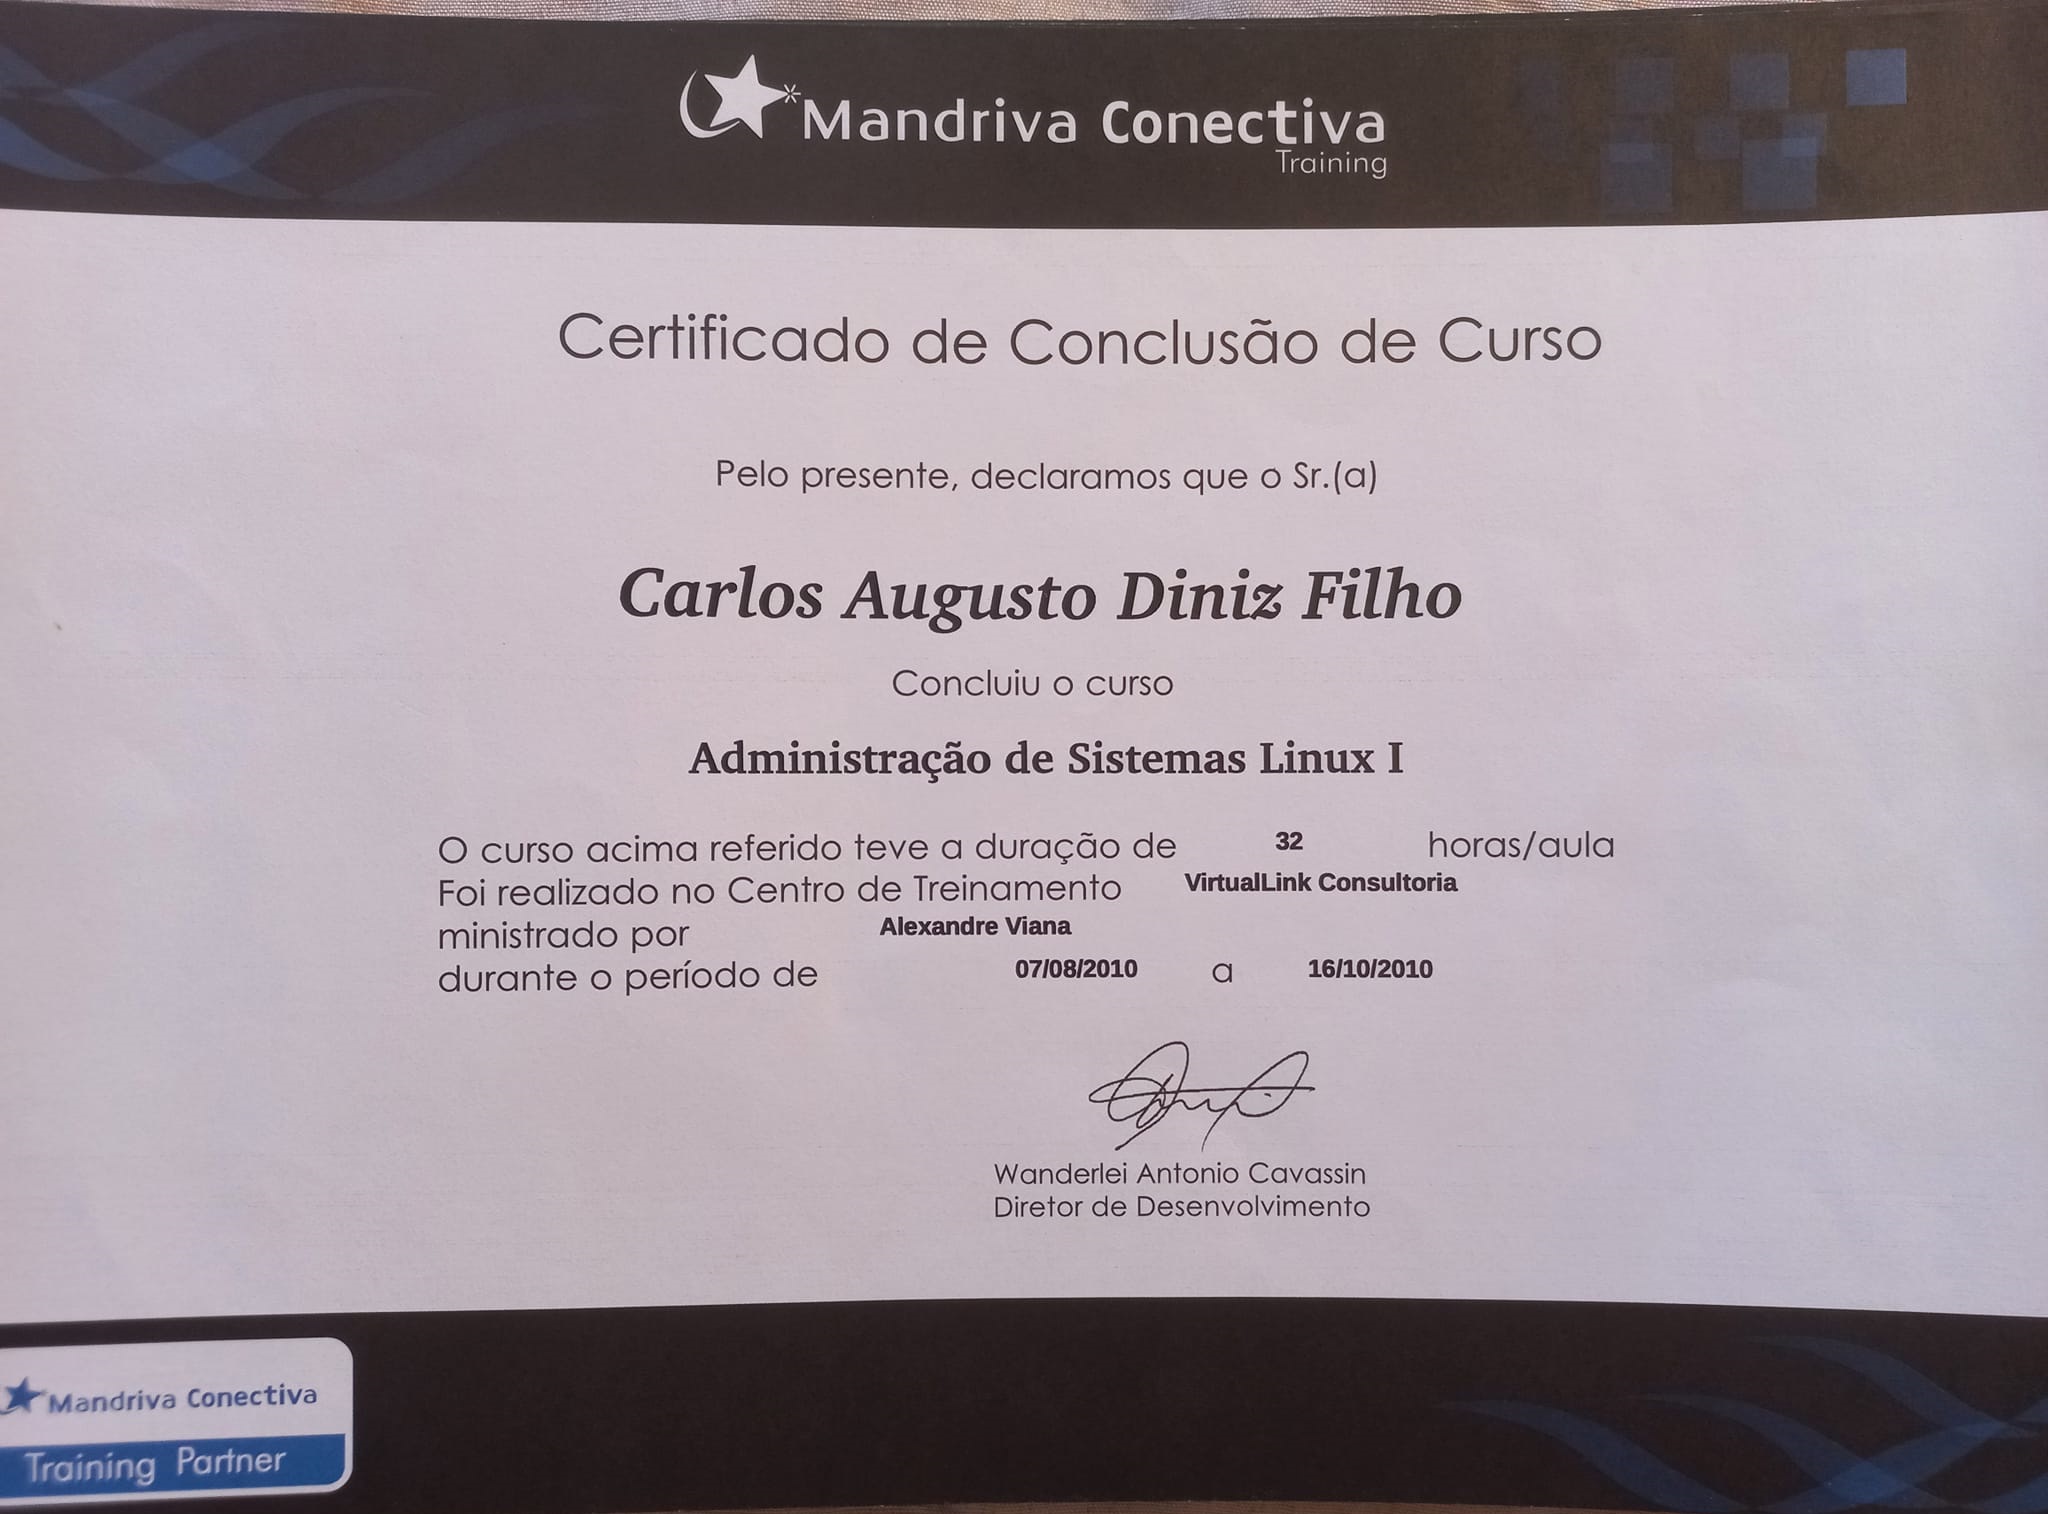 Mandriva Conectiva
Training
Certificado de Conclusão de Curso
Pelo presente, declaramos que o Sr.(a)
Carlos Augusto Diniz Filho
Concluiu o curso
Administração de Sistemas Linux I
O curso acima referido teve a duração de 32 horas/aula
Foi realizado no Centro de Treinamento VirtualLink Consultoria
ministrado por Alexandre Viana
durante o período de 07/08/2010 a 16/10/2010
Wanderlei Antonio Cavassin
Diretor de Desenvolvimento
Mandriva Conectiva
Training Partner